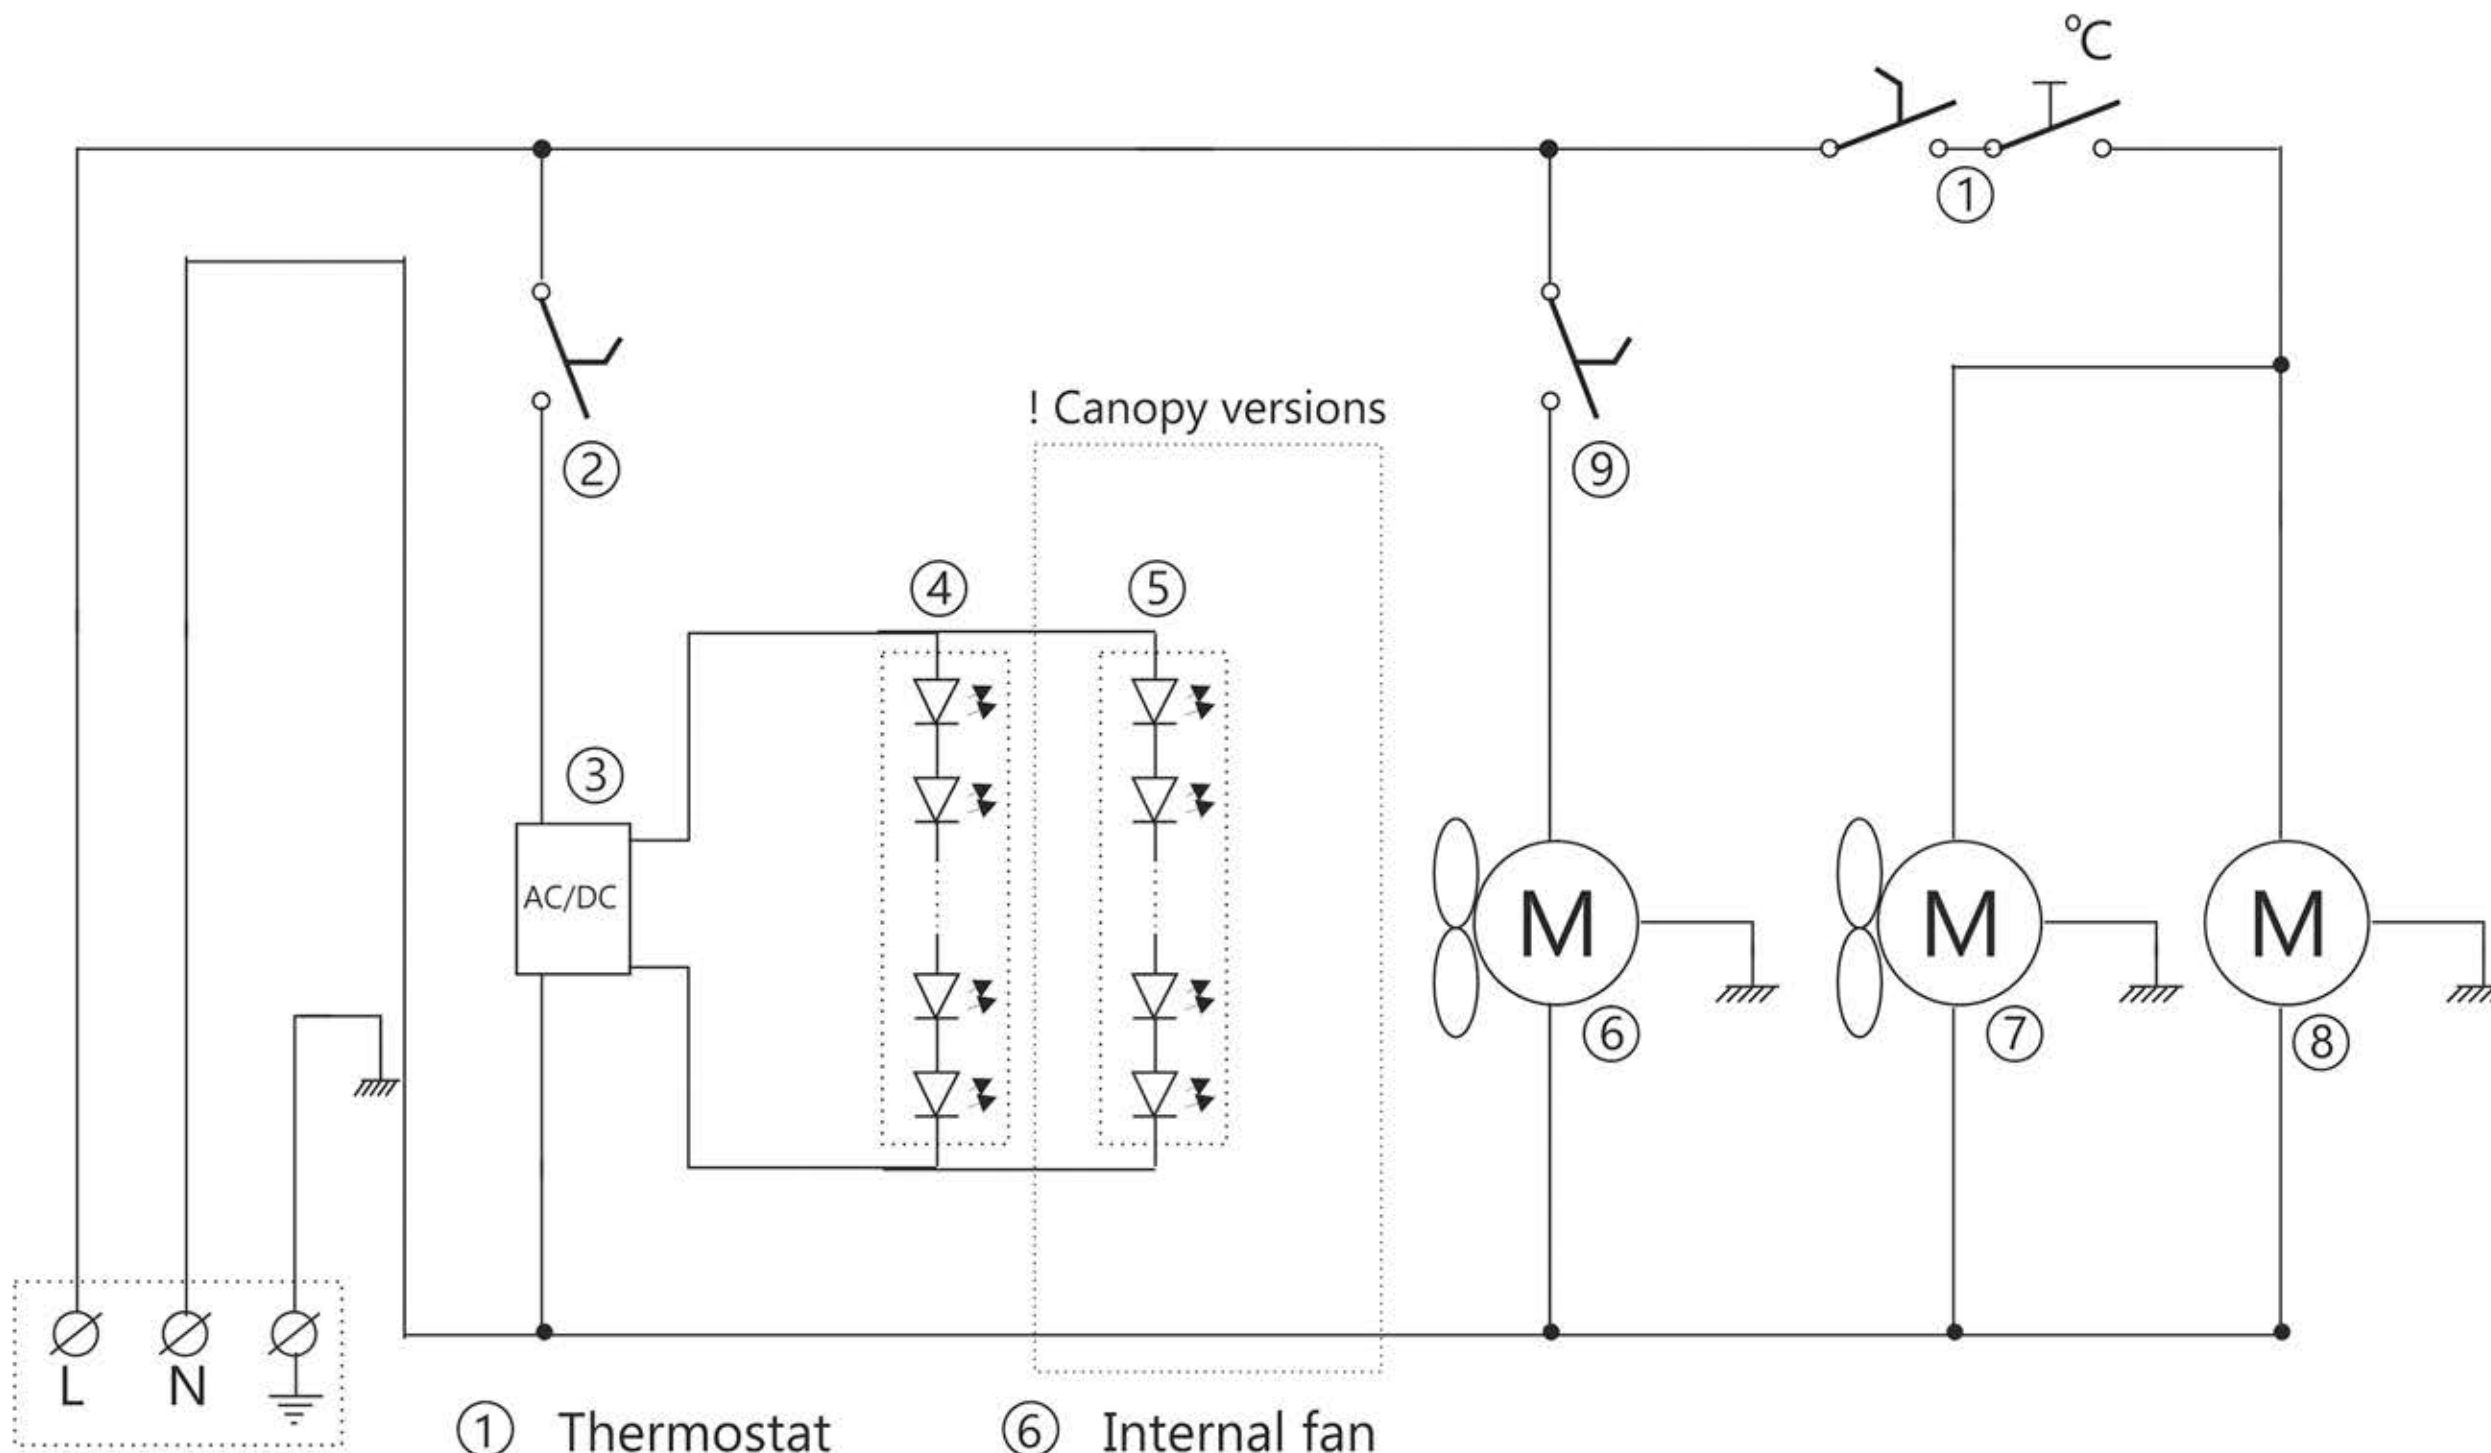 °C
①
! Canopy versions
②
⑨
④ ⑤
③
AC/DC
M M M
⑥ ⑦ ⑧
L N
① Thermostat ⑥ Internal fan